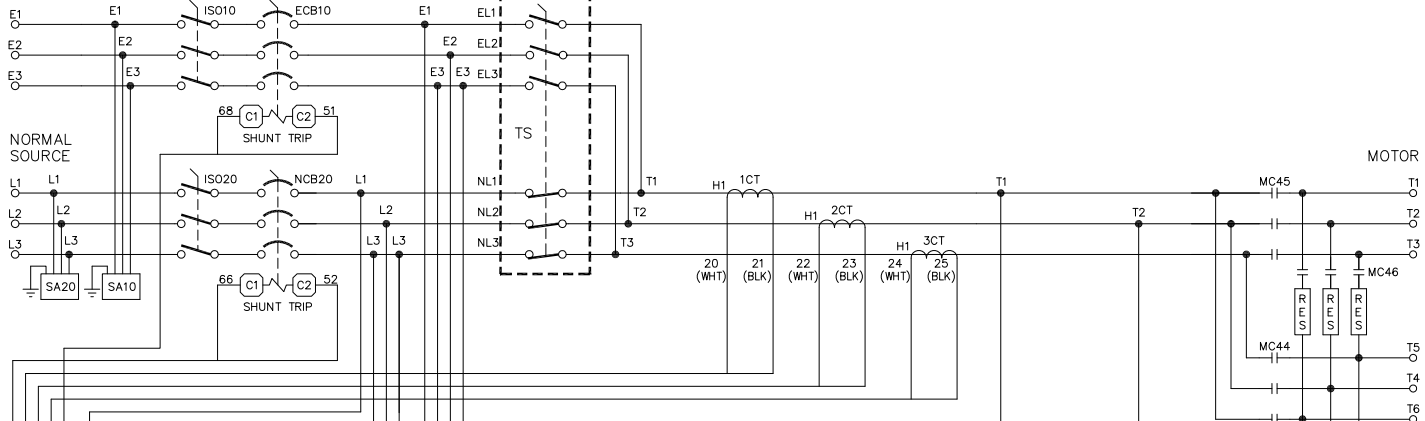 E1 E1 ISO10 ECB10 E1 EL1
E2 E2 E2 EL2
E3 E3 E3 E3 EL3
68 C1 C2 51
SHUNT TRIP
TS
NORMAL
SOURCE
MOTOR
L1 L1 ISO20 NCB20 L1 NL1 T1 H1 1CT T1 MC45 T1
L2 L2 L2 NL2 T2 H1 2CT T2 T2
L3 L3 L3 L3 NL3 T3 H1 3CT T3
20 21 22 23 24 25
(WHT) (BLK) (WHT) (BLK) (WHT) (BLK)
MC46
SA20 SA10 66 C1 C2 52
SHUNT TRIP
RES RES RES
MC44 T5
T4
T6